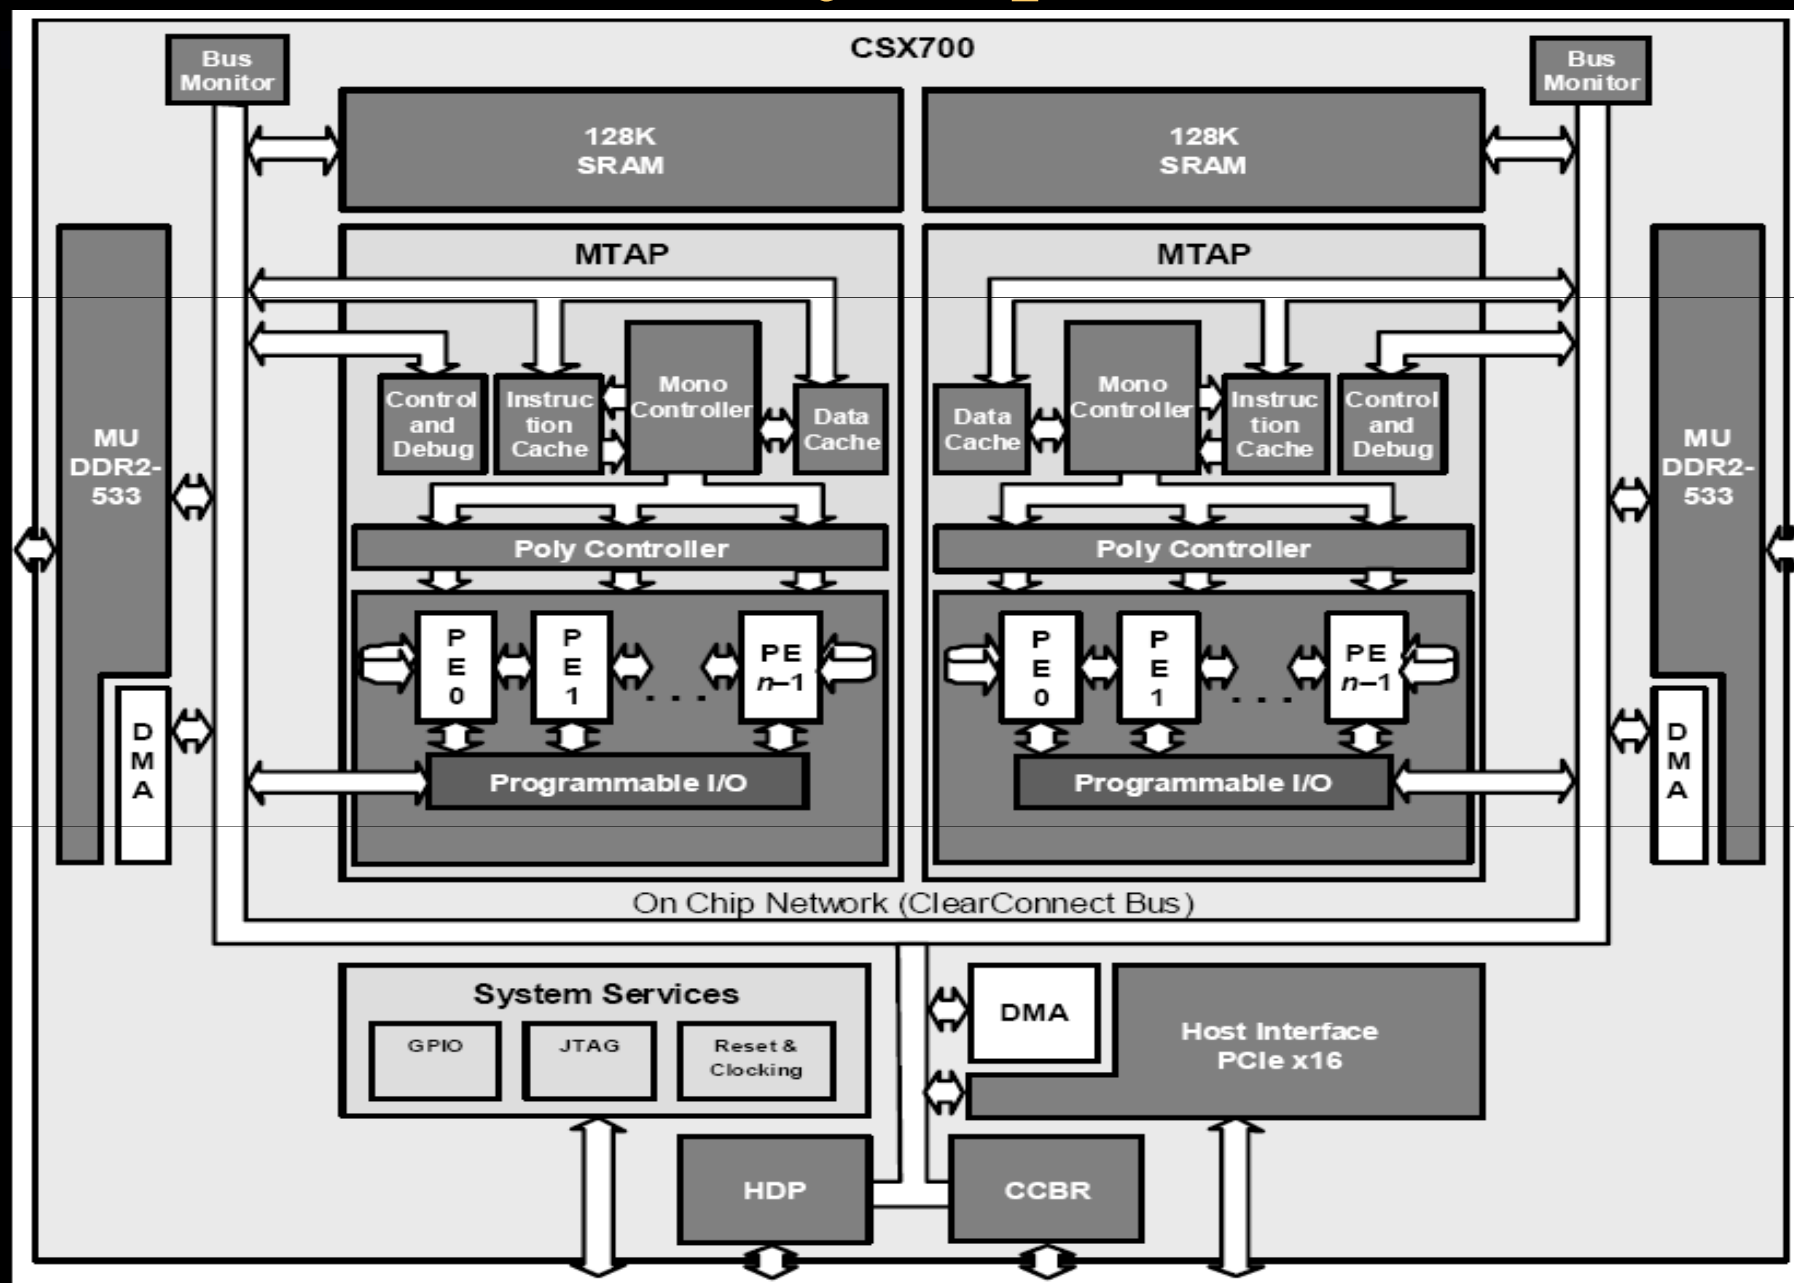 CSX700
Bus
Monitor
Bus
Monitor
128K
SRAM
128K
SRAM
MTAP
MTAP
MU
DDR2-
533
Control
and
Debug
Instruc
tion
Cache
Mono
Controller
Data
Cache
Data
Cache
Mono
Controller
Instruc
tion
Cache
Control
and
Debug
MU
DDR2-
533
Poly Controller
Poly Controller
P
E
0
P
E
1
. . .
PE
n–1
P
E
0
P
E
1
. . .
PE
n–1
D
M
A
Programmable I/O
Programmable I/O
D
M
A
On Chip Network (ClearConnect Bus)
System Services
GPIO
JTAG
Reset &
Clocking
DMA
Host Interface
PCIe x16
HDP
CCBR